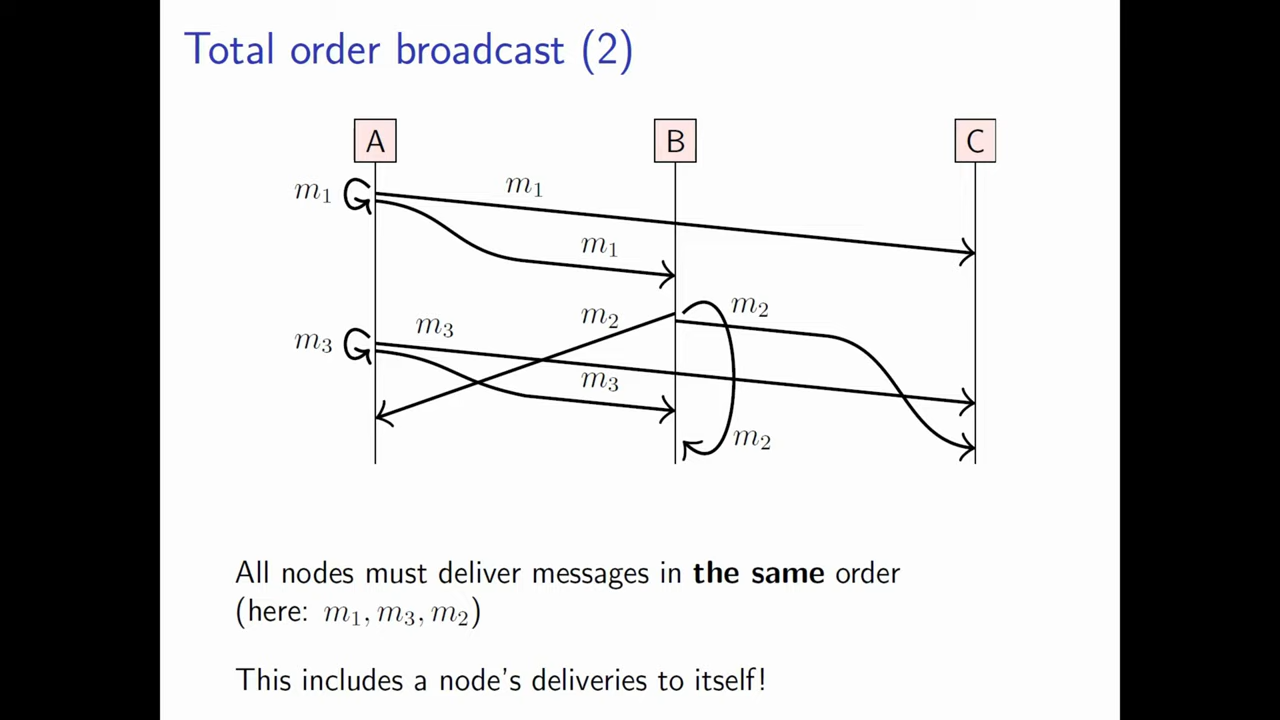 Total order broadcast (2)
A
B
C
m₁
m₁
m₁
m₂
m₂
m₃
m₃
m₃
m₂
All nodes must deliver messages in the same order
(here: m₁, m₃, m₂)
This includes a node's deliveries to itself!